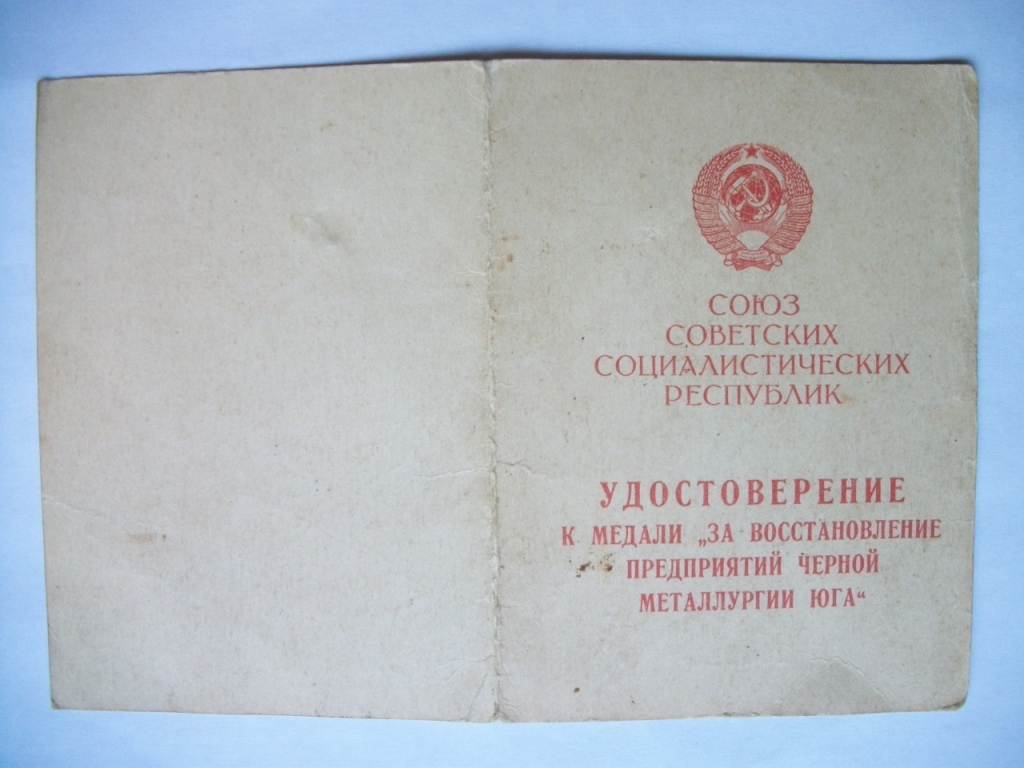 СОЮЗ
СОВЕТСКИХ
СОЦИАЛИСТИЧЕСКИХ
РЕСПУБЛИК
УДОСТОВЕРЕНИЕ
К МЕДАЛИ „ЗА ВОССТАНОВЛЕНИЕ
ПРЕДПРИЯТИЙ ЧЕРНОЙ
МЕТАЛЛУРГИИ ЮГА“